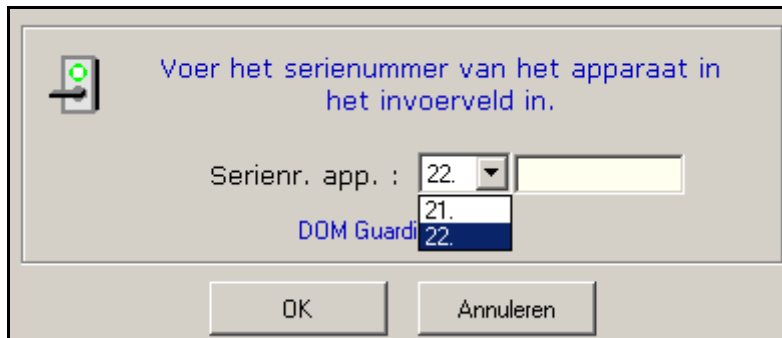 Voer het serienummer van het apparaat in
het invoerveld in.
Serienr. app. : 22.
21.
DOM Guardi 22.
OK Annuleren